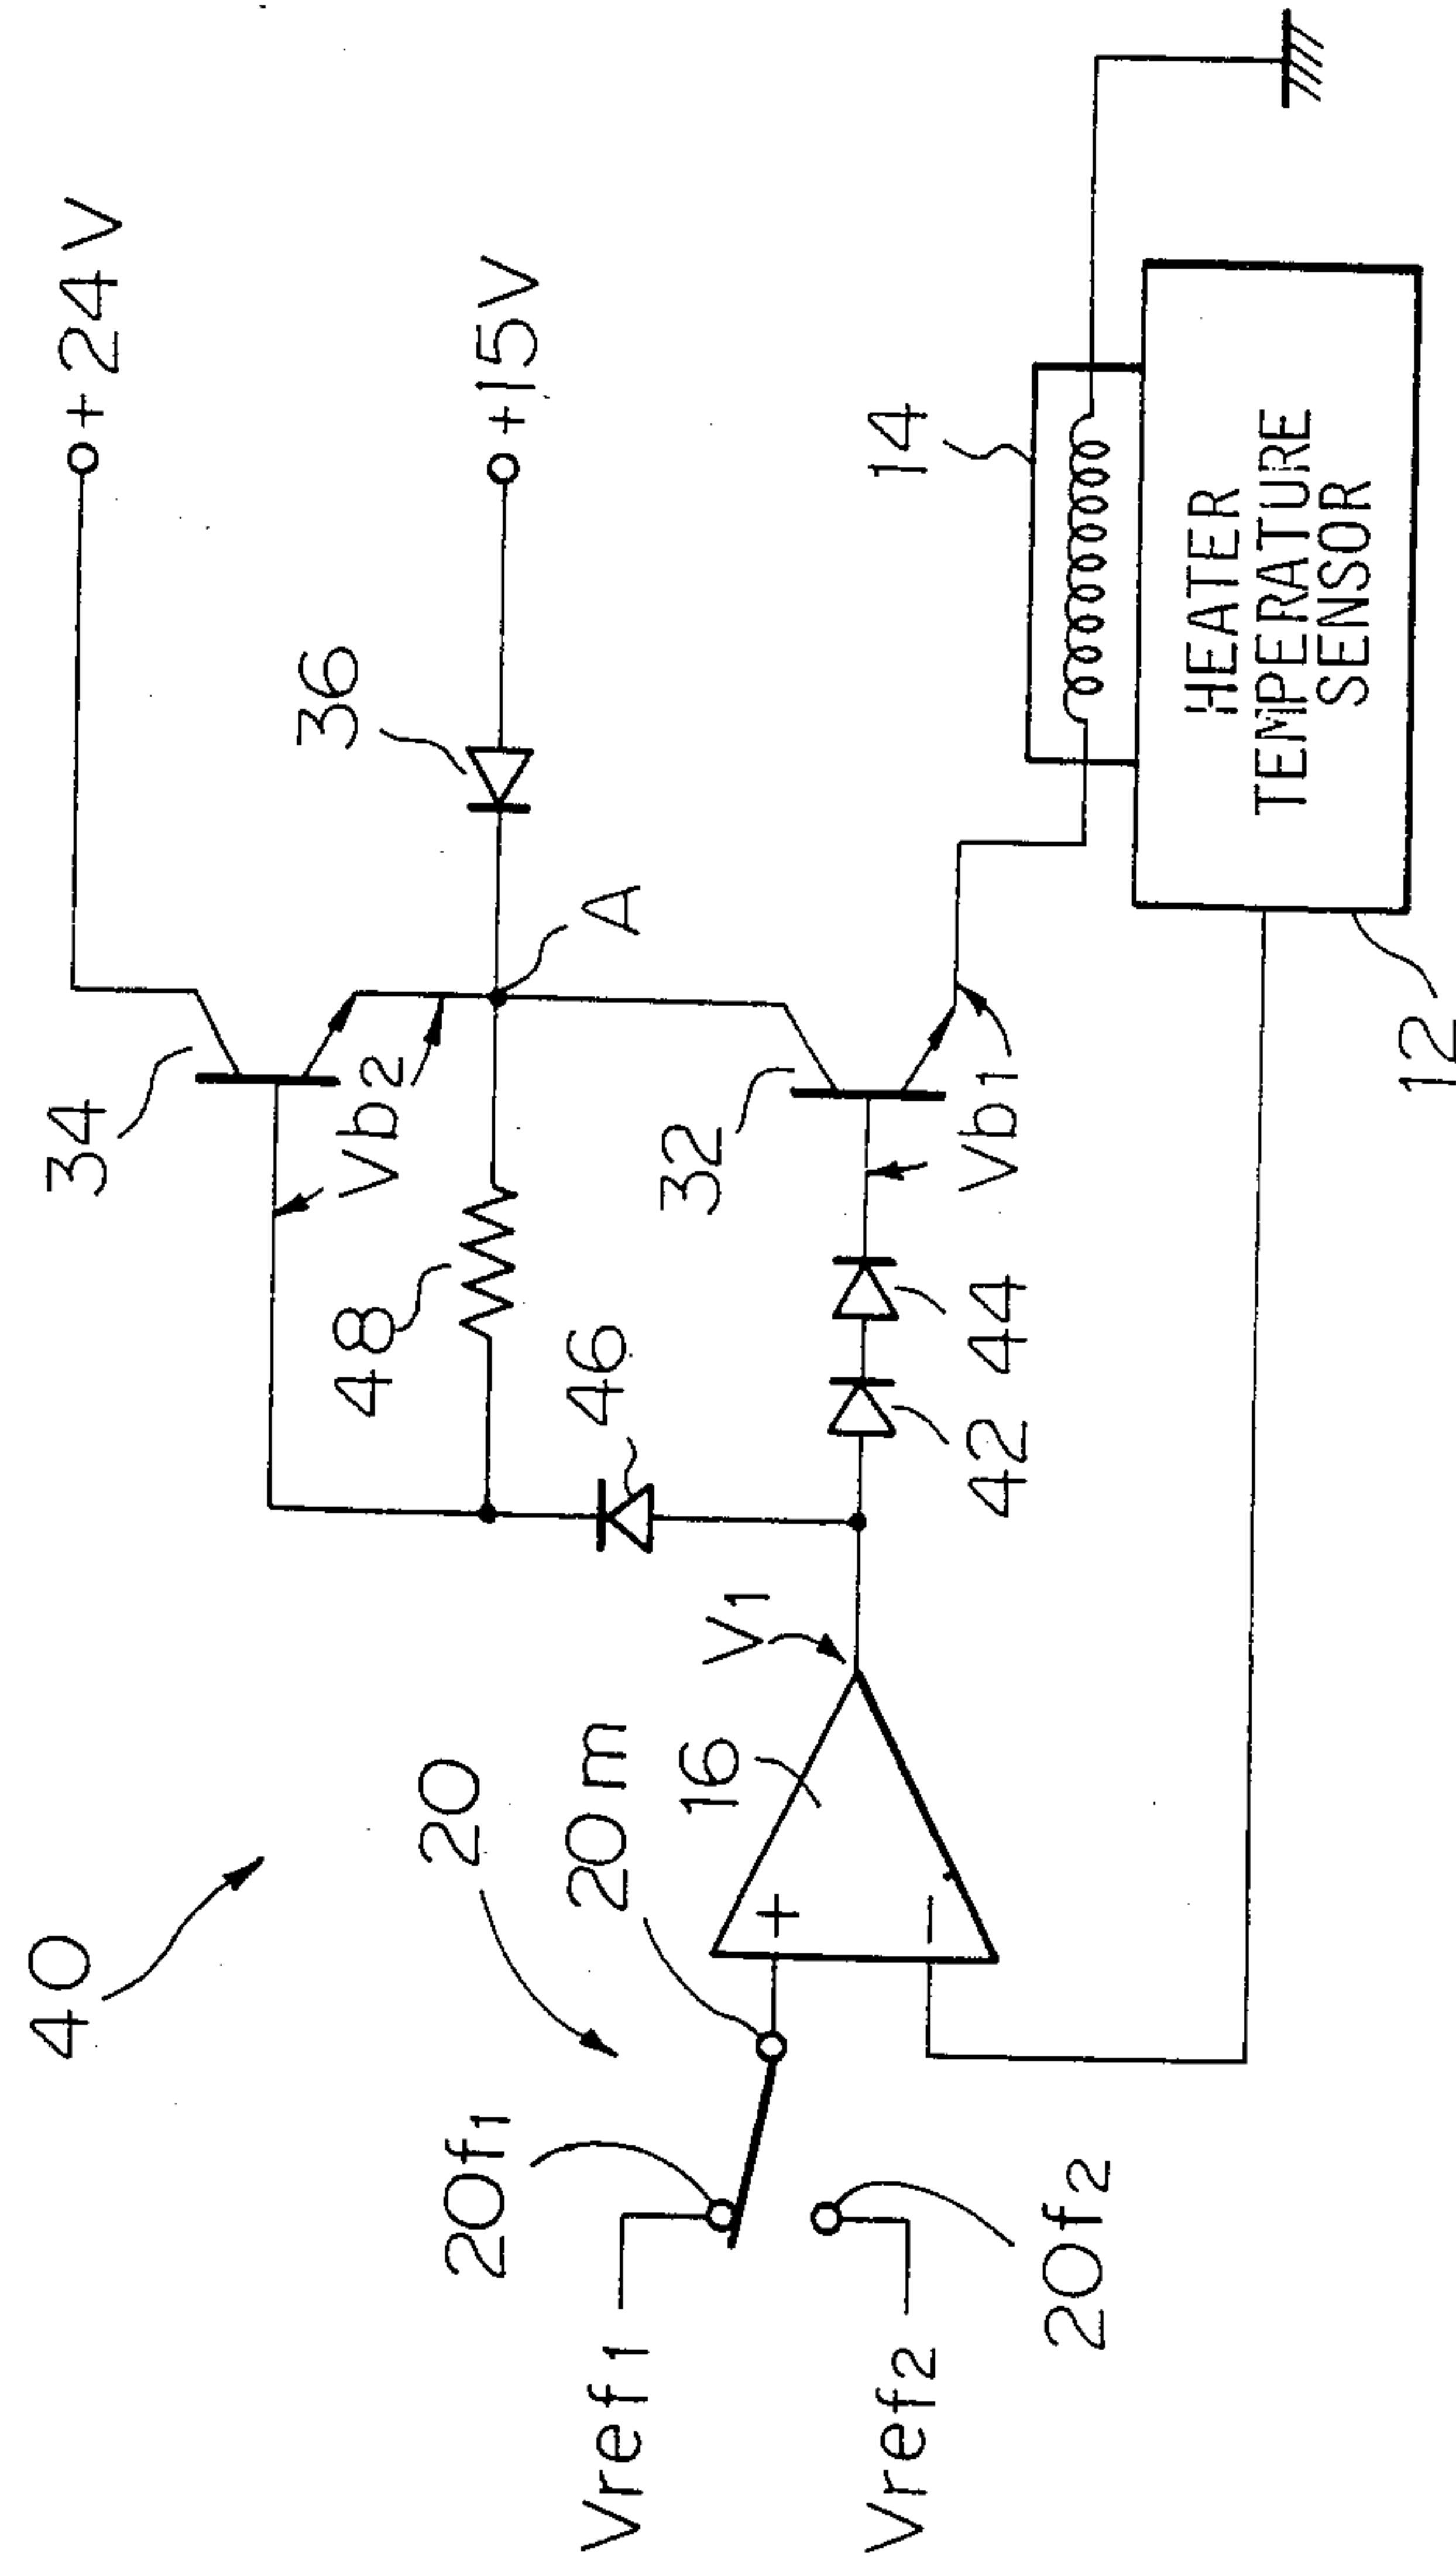 40
20
20f1
20m
Vref1
Vref2
20f2
+
−
16
V1
46
48
42
44
34
Vb2
32
Vb1
A
36
+24V
+15V
14
HEATER
TEMPERATURE
SENSOR
12